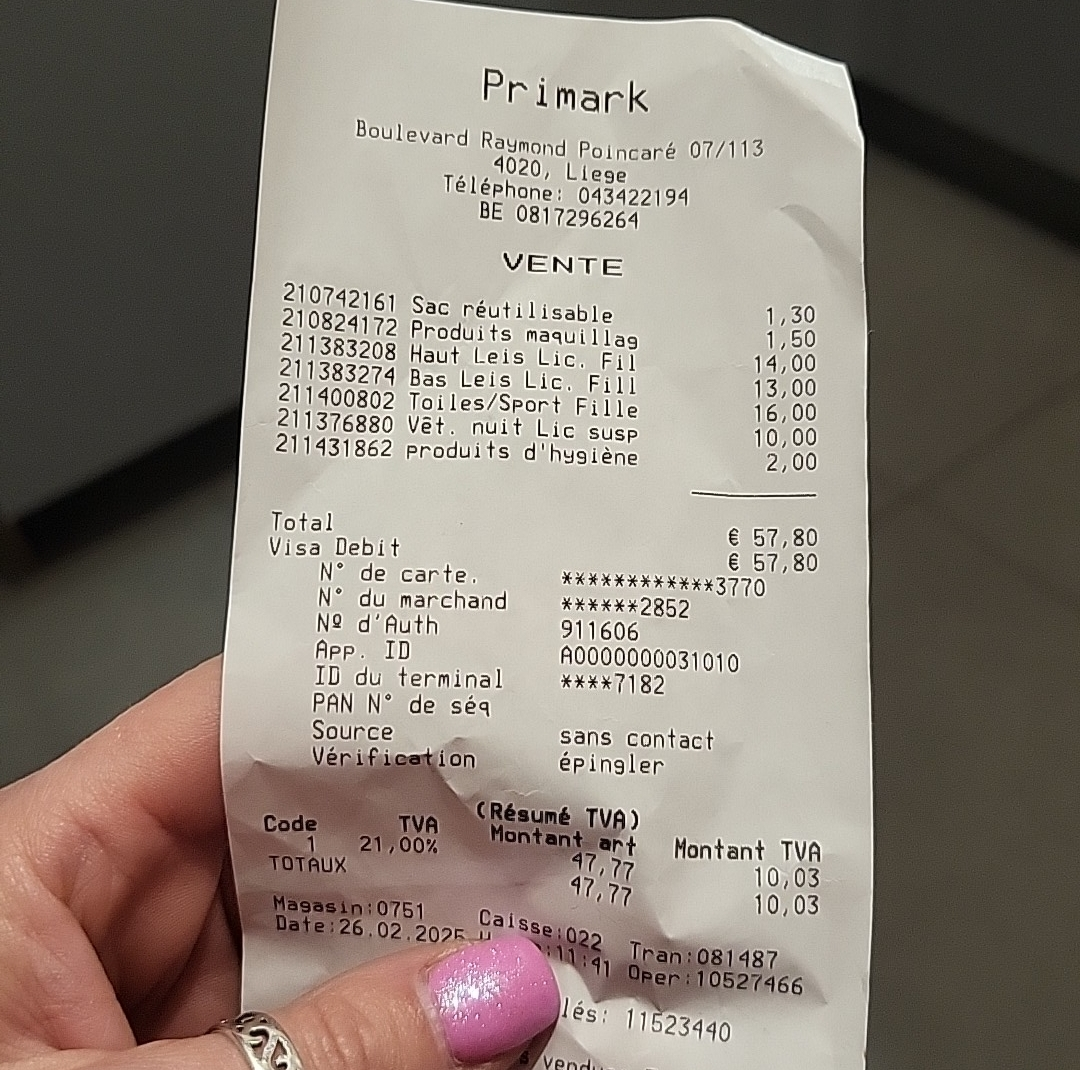 Primark
Boulevard Raymond Poincaré 07/113
4020, Liege
Téléphone: 043422194
BE 0817296264
VENTE
210742161 Sac réutilisable 1,30
210824172 Produits maquillag 1,50
211383208 Haut Leis Lic. Fil 14,00
211383274 Bas Leis Lic. Fill 13,00
211400802 Toiles/Sport Fille 16,00
211376880 Vêt. nuit Lic susp 10,00
211431862 produits d'hygiène 2,00
Total € 57,80
Visa Debit € 57,80
N° de carte. ************3770
N° du marchand ******2852
Nº d'Auth 911606
App. ID A0000000031010
ID du terminal ****7182
PAN N° de séq
Source sans contact
Vérification épingler
(Résumé TVA)
Code TVA Montant art Montant TVA
1 21,00% 47,77 10,03
TOTAUX 47,77 10,03
Magasin:0751 Caisse:022 Tran:081487
Date:26.02.2025 :11:41 Oper:10527466
lés: 11523440